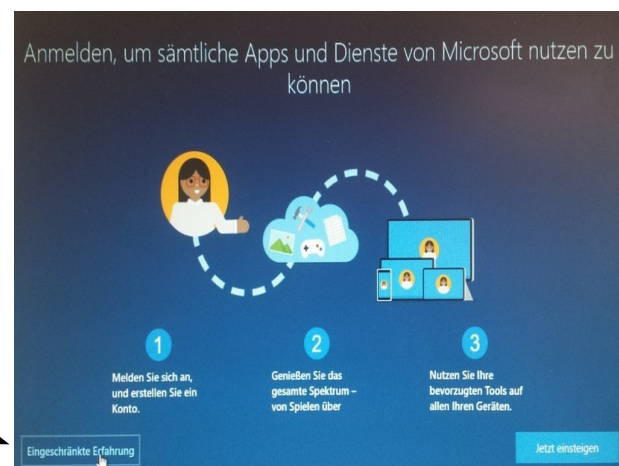 Anmelden, um sämtliche Apps und Dienste von Microsoft nutzen zu
können
1
2
3
Melden Sie sich an,
und erstellen Sie ein
Konto.
Genießen Sie das
gesamte Spektrum –
von Spielen über
Nutzen Sie Ihre
bevorzugten Tools auf
allen Ihren Geräten.
Eingeschränkte Erfahrung
Jetzt einsteigen